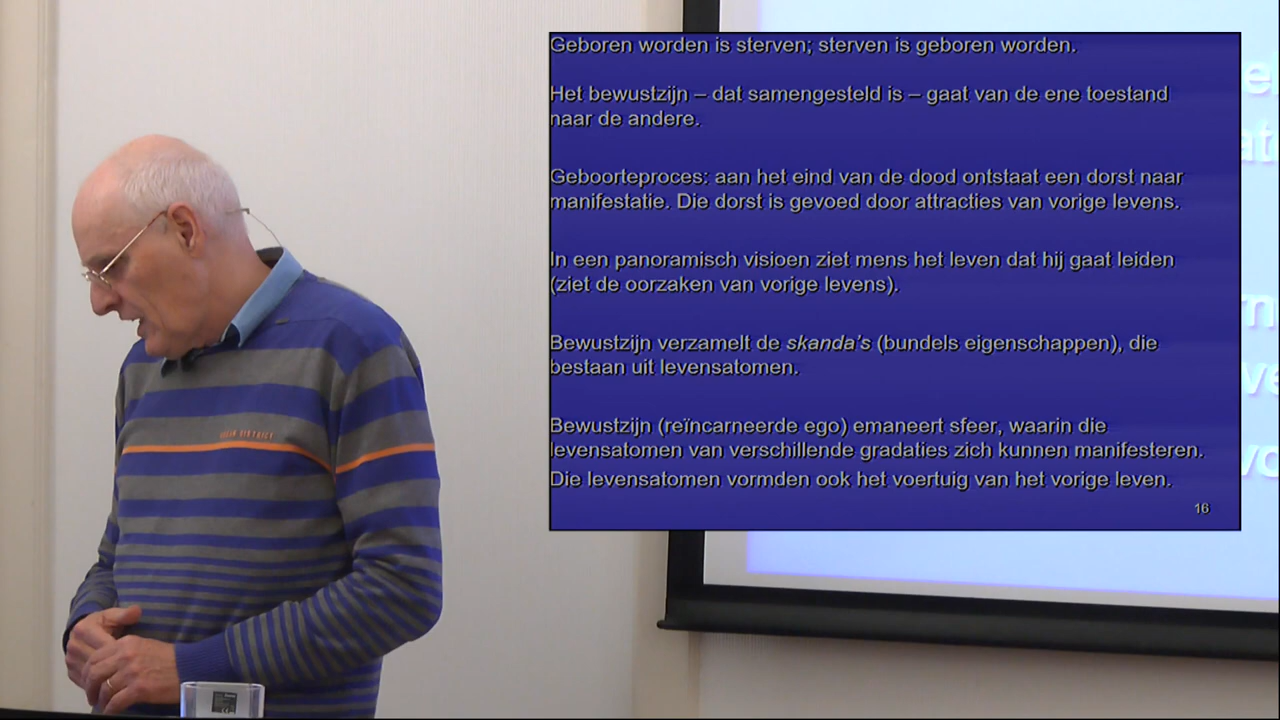 Geboren worden is sterven; sterven is geboren worden.
Het bewustzijn – dat samengesteld is – gaat van de ene toestand
naar de andere.
Geboorteproces: aan het eind van de dood ontstaat een dorst naar
manifestatie. Die dorst is gevoed door attracties van vorige levens.
In een panoramisch visioen ziet mens het leven dat hij gaat leiden
(ziet de oorzaken van vorige levens).
Bewustzijn verzamelt de skanda's (bundels eigenschappen), die
bestaan uit levensatomen.
Bewustzijn (reïncarneerde ego) emaneert sfeer, waarin die
levensatomen van verschillende gradaties zich kunnen manifesteren.
Die levensatomen vormden ook het voertuig van het vorige leven.
16